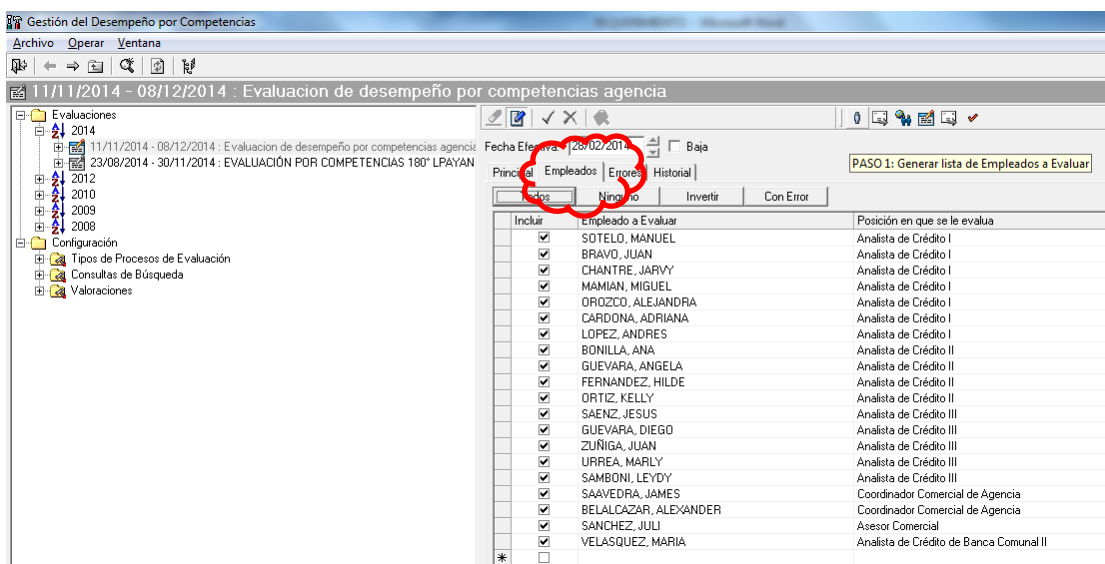 Gestión del Desempeño por Competencias
Archivo Operar Ventana
11/11/2014 - 08/12/2014 : Evaluacion de desempeño por competencias agencia
Evaluaciones
2014
11/11/2014 - 08/12/2014 : Evaluacion de desempeño por competencias agencia
23/08/2014 - 30/11/2014 : EVALUACIÓN POR COMPETENCIAS 180° LPAYAN
2012
2010
2009
2008
Configuración
Tipos de Procesos de Evaluación
Consultas de Búsqueda
Valoraciones
Fecha Efectiva: 28/02/2014 Baja
PASO 1: Generar lista de Empleados a Evaluar
Principal Empleados Errores Historial
Todos Ninguno Invertir Con Error
Incluir Empleado a Evaluar Posición en que se le evalua
SOTELO, MANUEL Analista de Crédito I
BRAVO, JUAN Analista de Crédito I
CHANTRE, JARVY Analista de Crédito I
MAMIAN, MIGUEL Analista de Crédito I
OROZCO, ALEJANDRA Analista de Crédito I
CARDONA, ADRIANA Analista de Crédito I
LOPEZ, ANDRES Analista de Crédito I
BONILLA, ANA Analista de Crédito II
GUEVARA, ANGELA Analista de Crédito II
FERNANDEZ, HILDE Analista de Crédito II
ORTIZ, KELLY Analista de Crédito II
SAENZ, JESUS Analista de Crédito III
GUEVARA, DIEGO Analista de Crédito III
ZUÑIGA, JUAN Analista de Crédito III
URREA, MARLY Analista de Crédito III
SAMBONI, LEYDY Analista de Crédito III
SAAVEDRA, JAMES Coordinador Comercial de Agencia
BELALCAZAR, ALEXANDER Coordinador Comercial de Agencia
SANCHEZ, JULI Asesor Comercial
VELASQUEZ, MARIA Analista de Crédito de Banca Comunal II